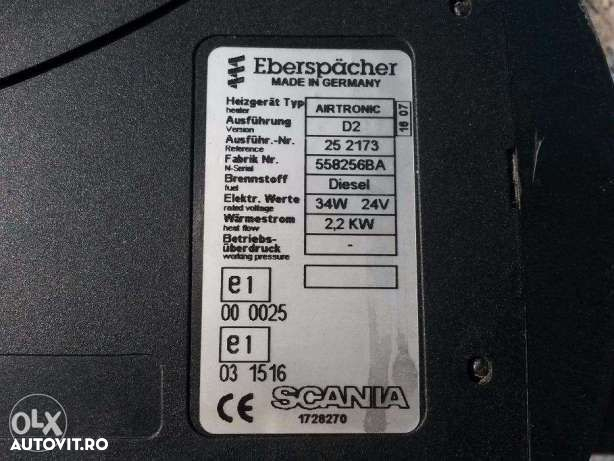 Eberspächer
MADE IN GERMANY
Heizgerät Typ AIRTRONIC
heater
16 07
Ausführung D2
Version
Ausführ.-Nr. 25 2173
Reference
Fabrik Nr. 558256BA
N-Serial
Brennstoff Diesel
fuel
Elektr. Werte 34W 24V
rated voltage
Wärmestrom 2,2 KW
heat flow
Betriebs- -
überdruck
working pressure
e1
00 0025
e1
03 1516
CE SCANIA
1728270
OLX
AUTOVIT.RO